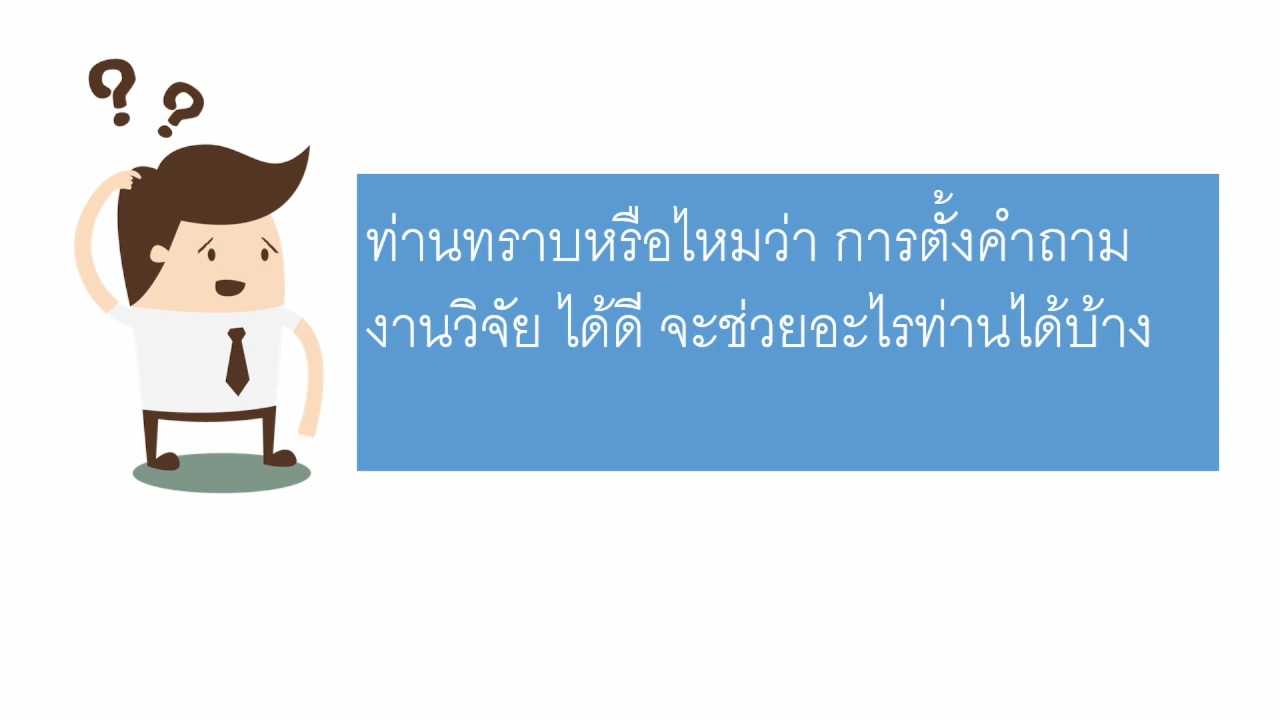 ? ?
ท่านทราบหรือไหมว่า การตั้งคำถาม
งานวิจัย ได้ดี จะช่วยอะไรท่านได้บ้าง